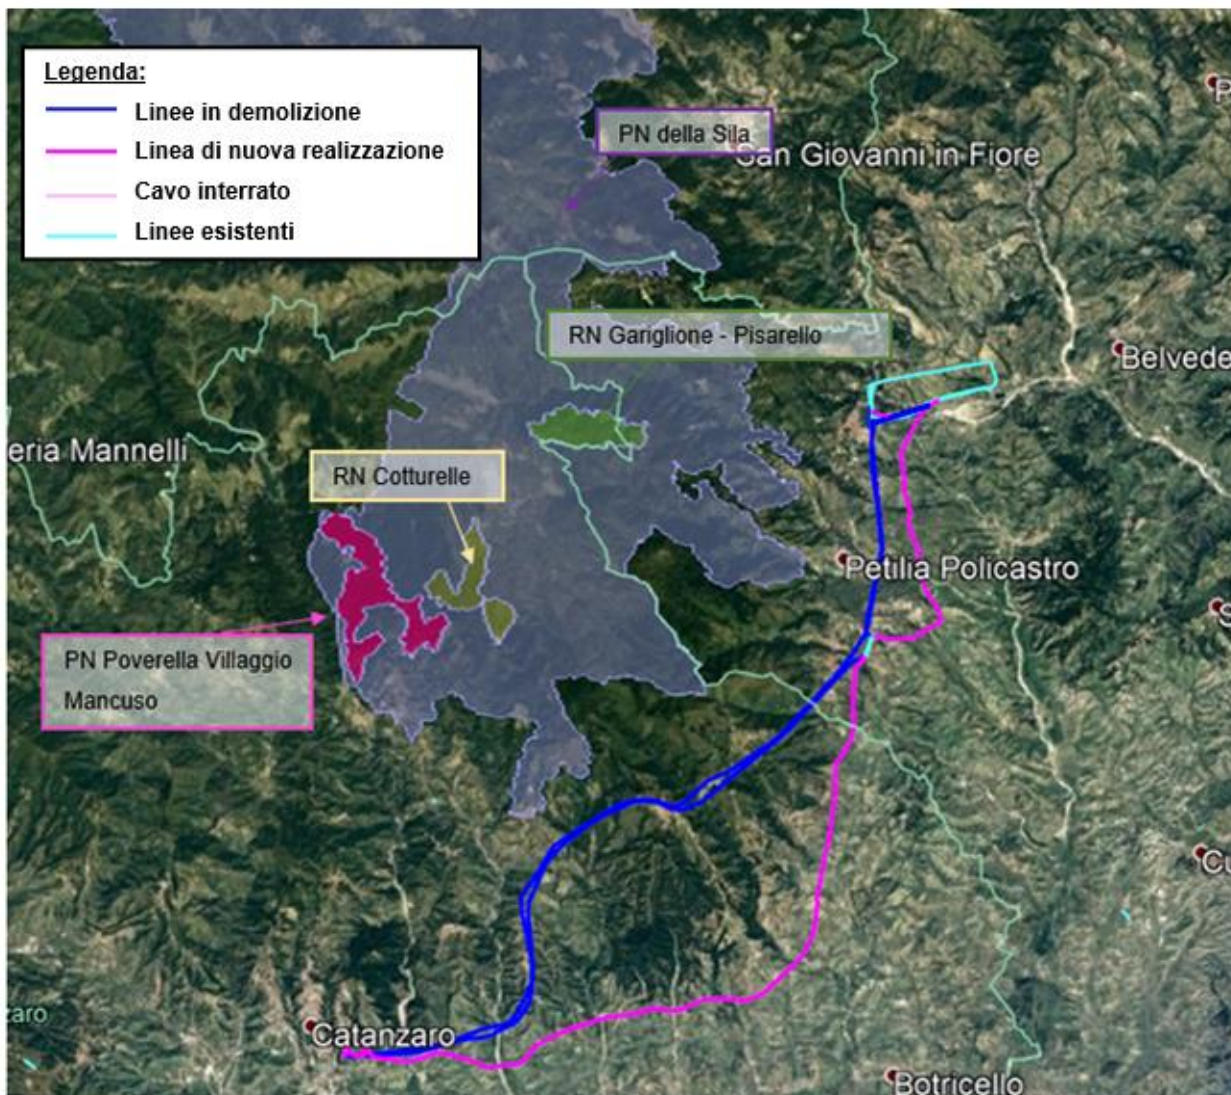 Legenda:
Linee in demolizione
Linea di nuova realizzazione
Cavo interrato
Linee esistenti
PN della Sila
San Giovanni in Fiore
RN Gariglione - Pisarello
Belvede
eria Mannelli
RN Cotturelle
Petilia Policastro
PN Poverella Villaggio
Mancuso
zaro
Catanzaro
Botricello